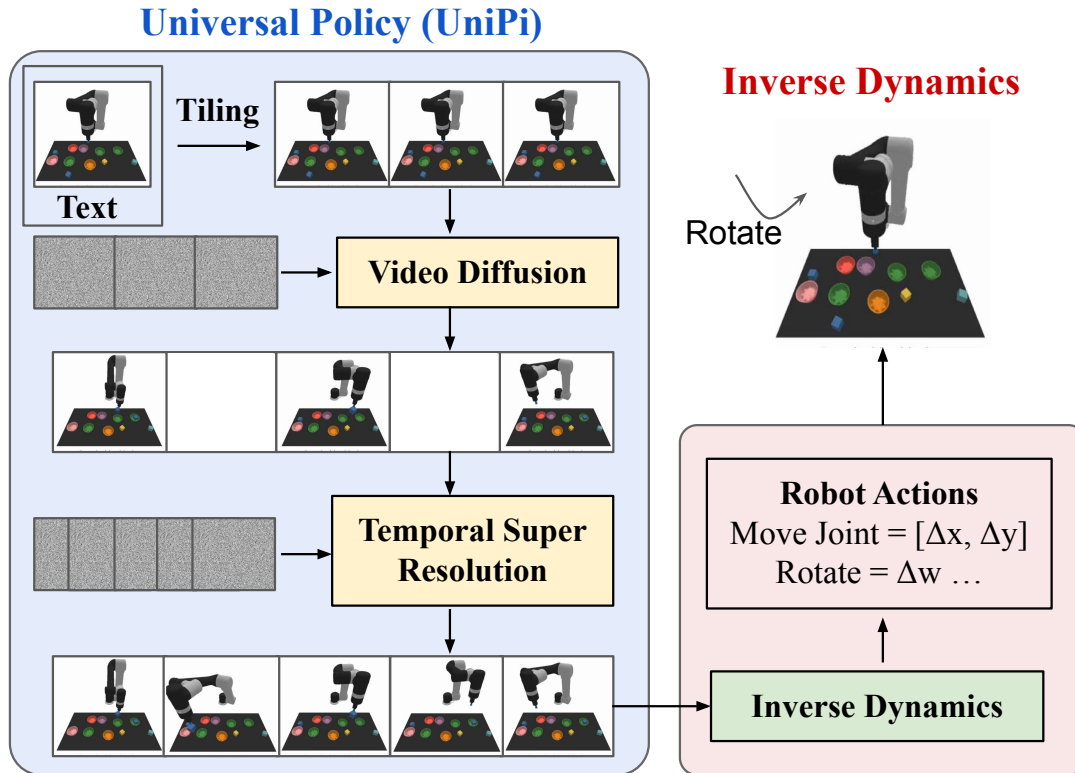 Universal Policy (UniPi)
Tiling
Text
Video Diffusion
Temporal Super
Resolution
Inverse Dynamics
Rotate
Robot Actions
Move Joint = [Δx, Δy]
Rotate = Δw …
Inverse Dynamics